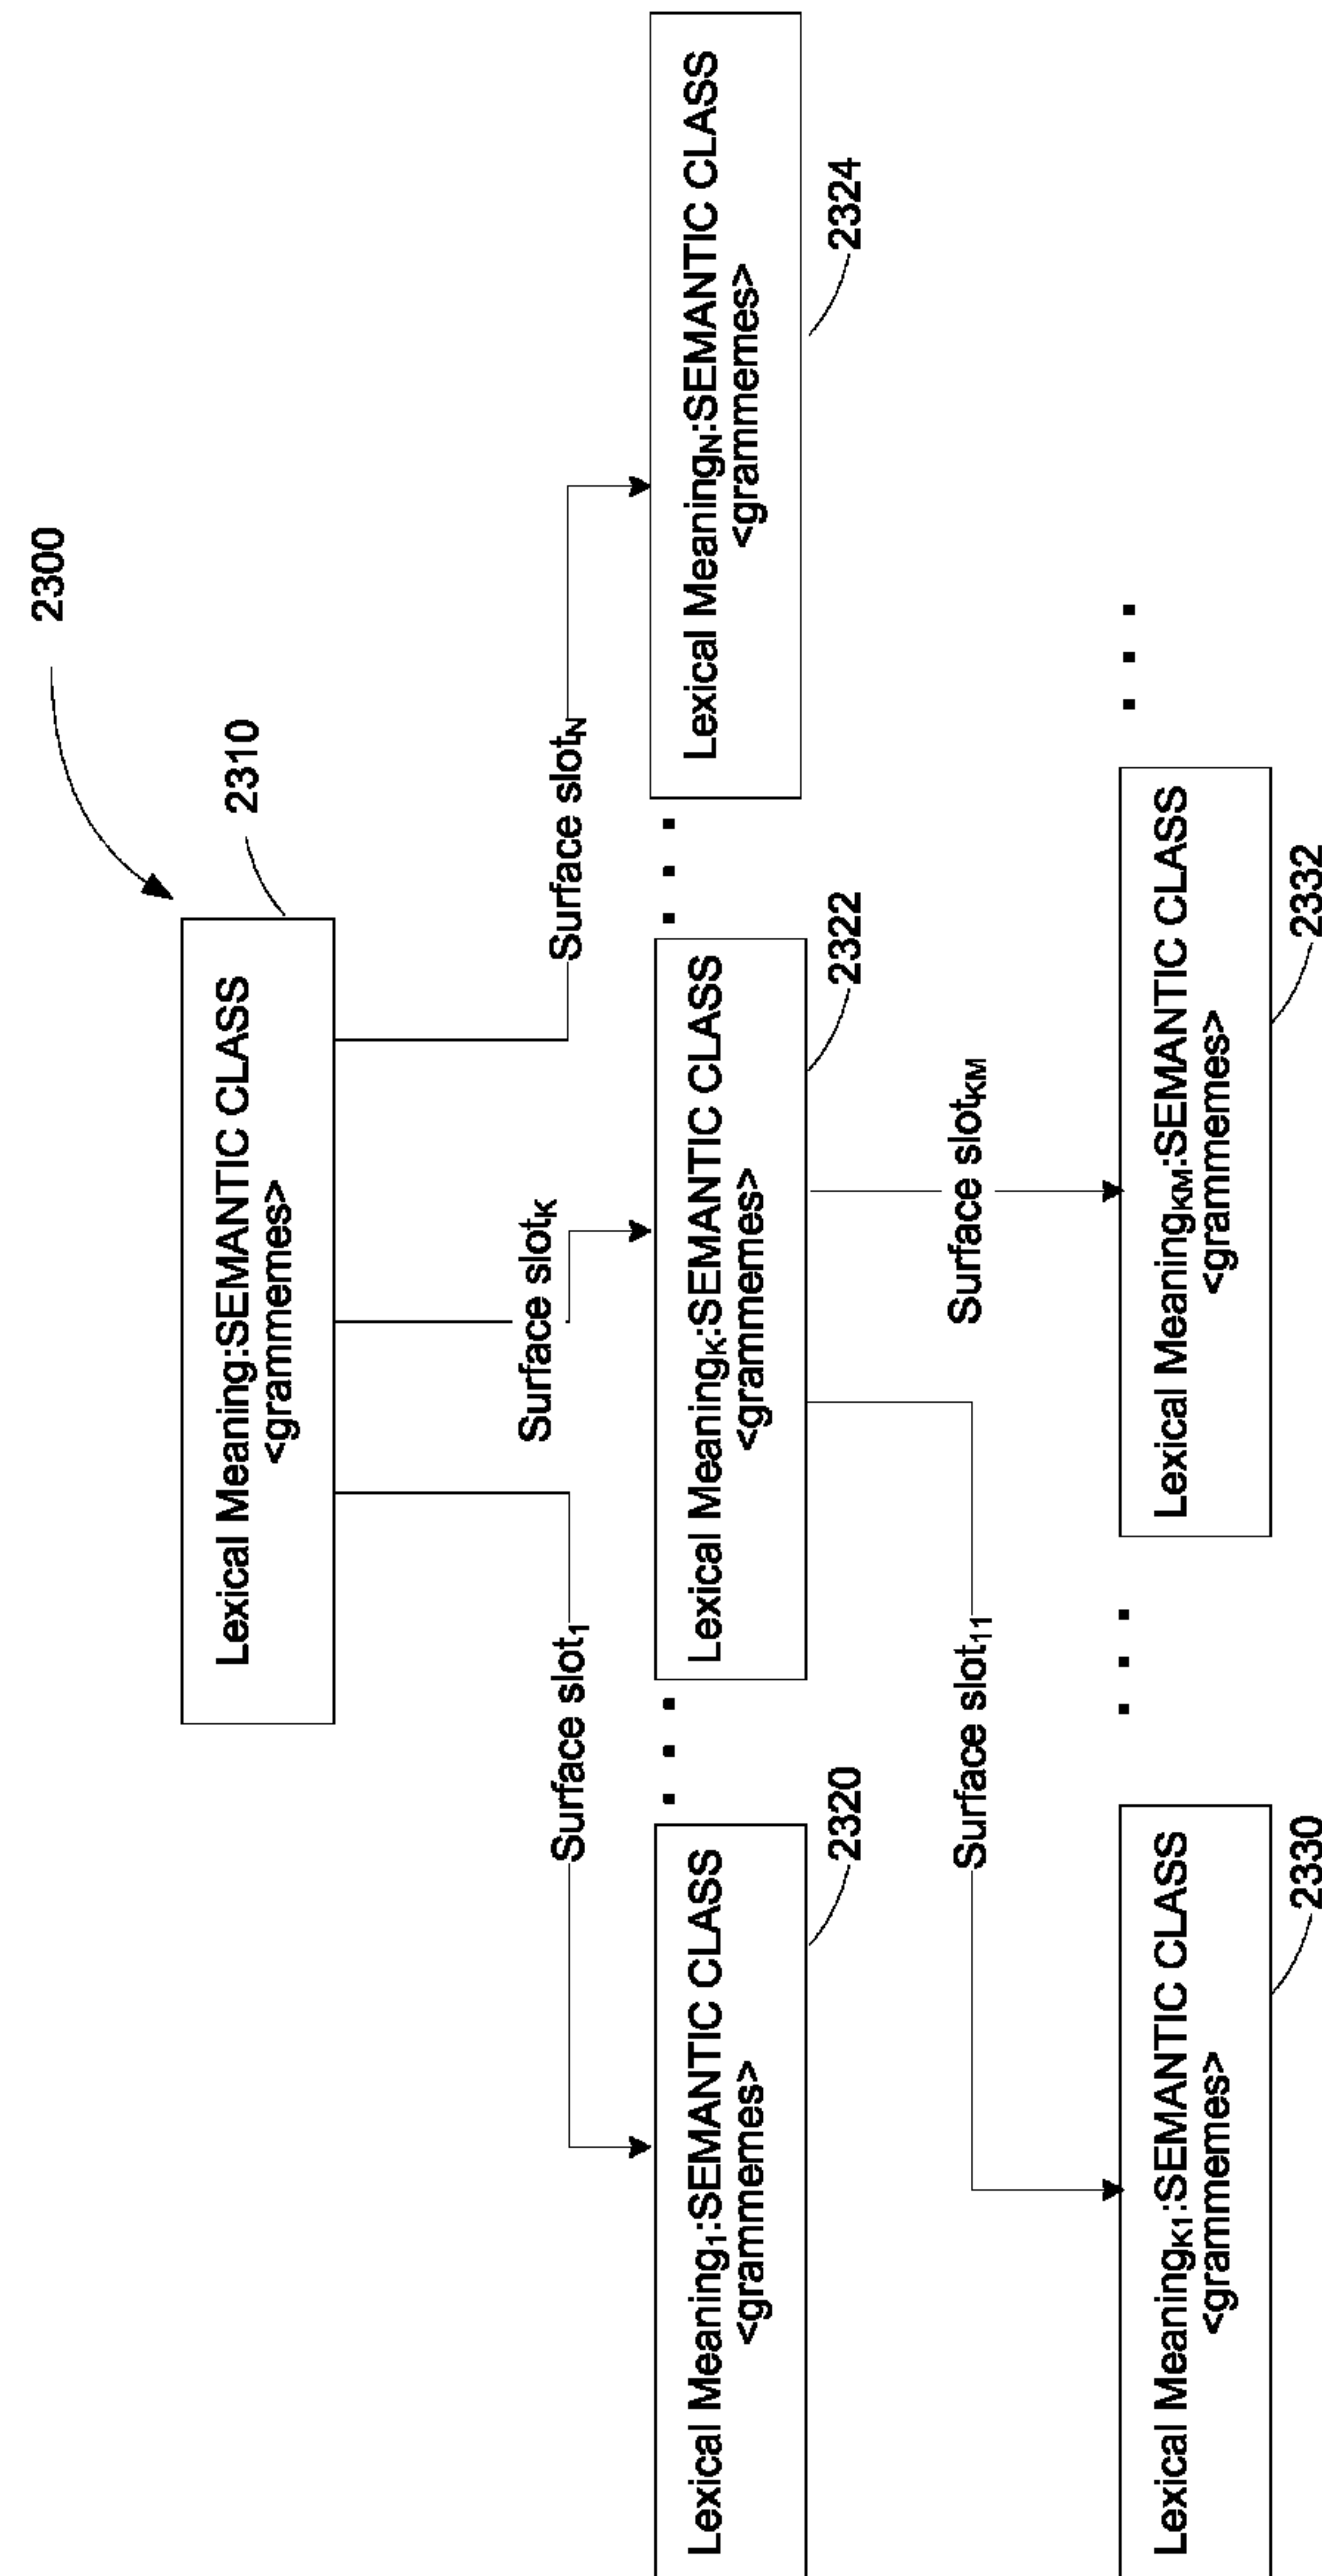 2300
2310
Lexical Meaning:SEMANTIC CLASS
<grammemes>
Surface slot1
Surface slotK
Surface slotN
Lexical Meaning1:SEMANTIC CLASS
<grammemes>
2320
. . .
Lexical MeaningK:SEMANTIC CLASS
<grammemes>
2322
. . .
Lexical MeaningN:SEMANTIC CLASS
<grammemes>
2324
Surface slot11
Surface slotKM
Lexical MeaningK1:SEMANTIC CLASS
<grammemes>
2330
. . .
Lexical MeaningKM:SEMANTIC CLASS
<grammemes>
2332
. . .